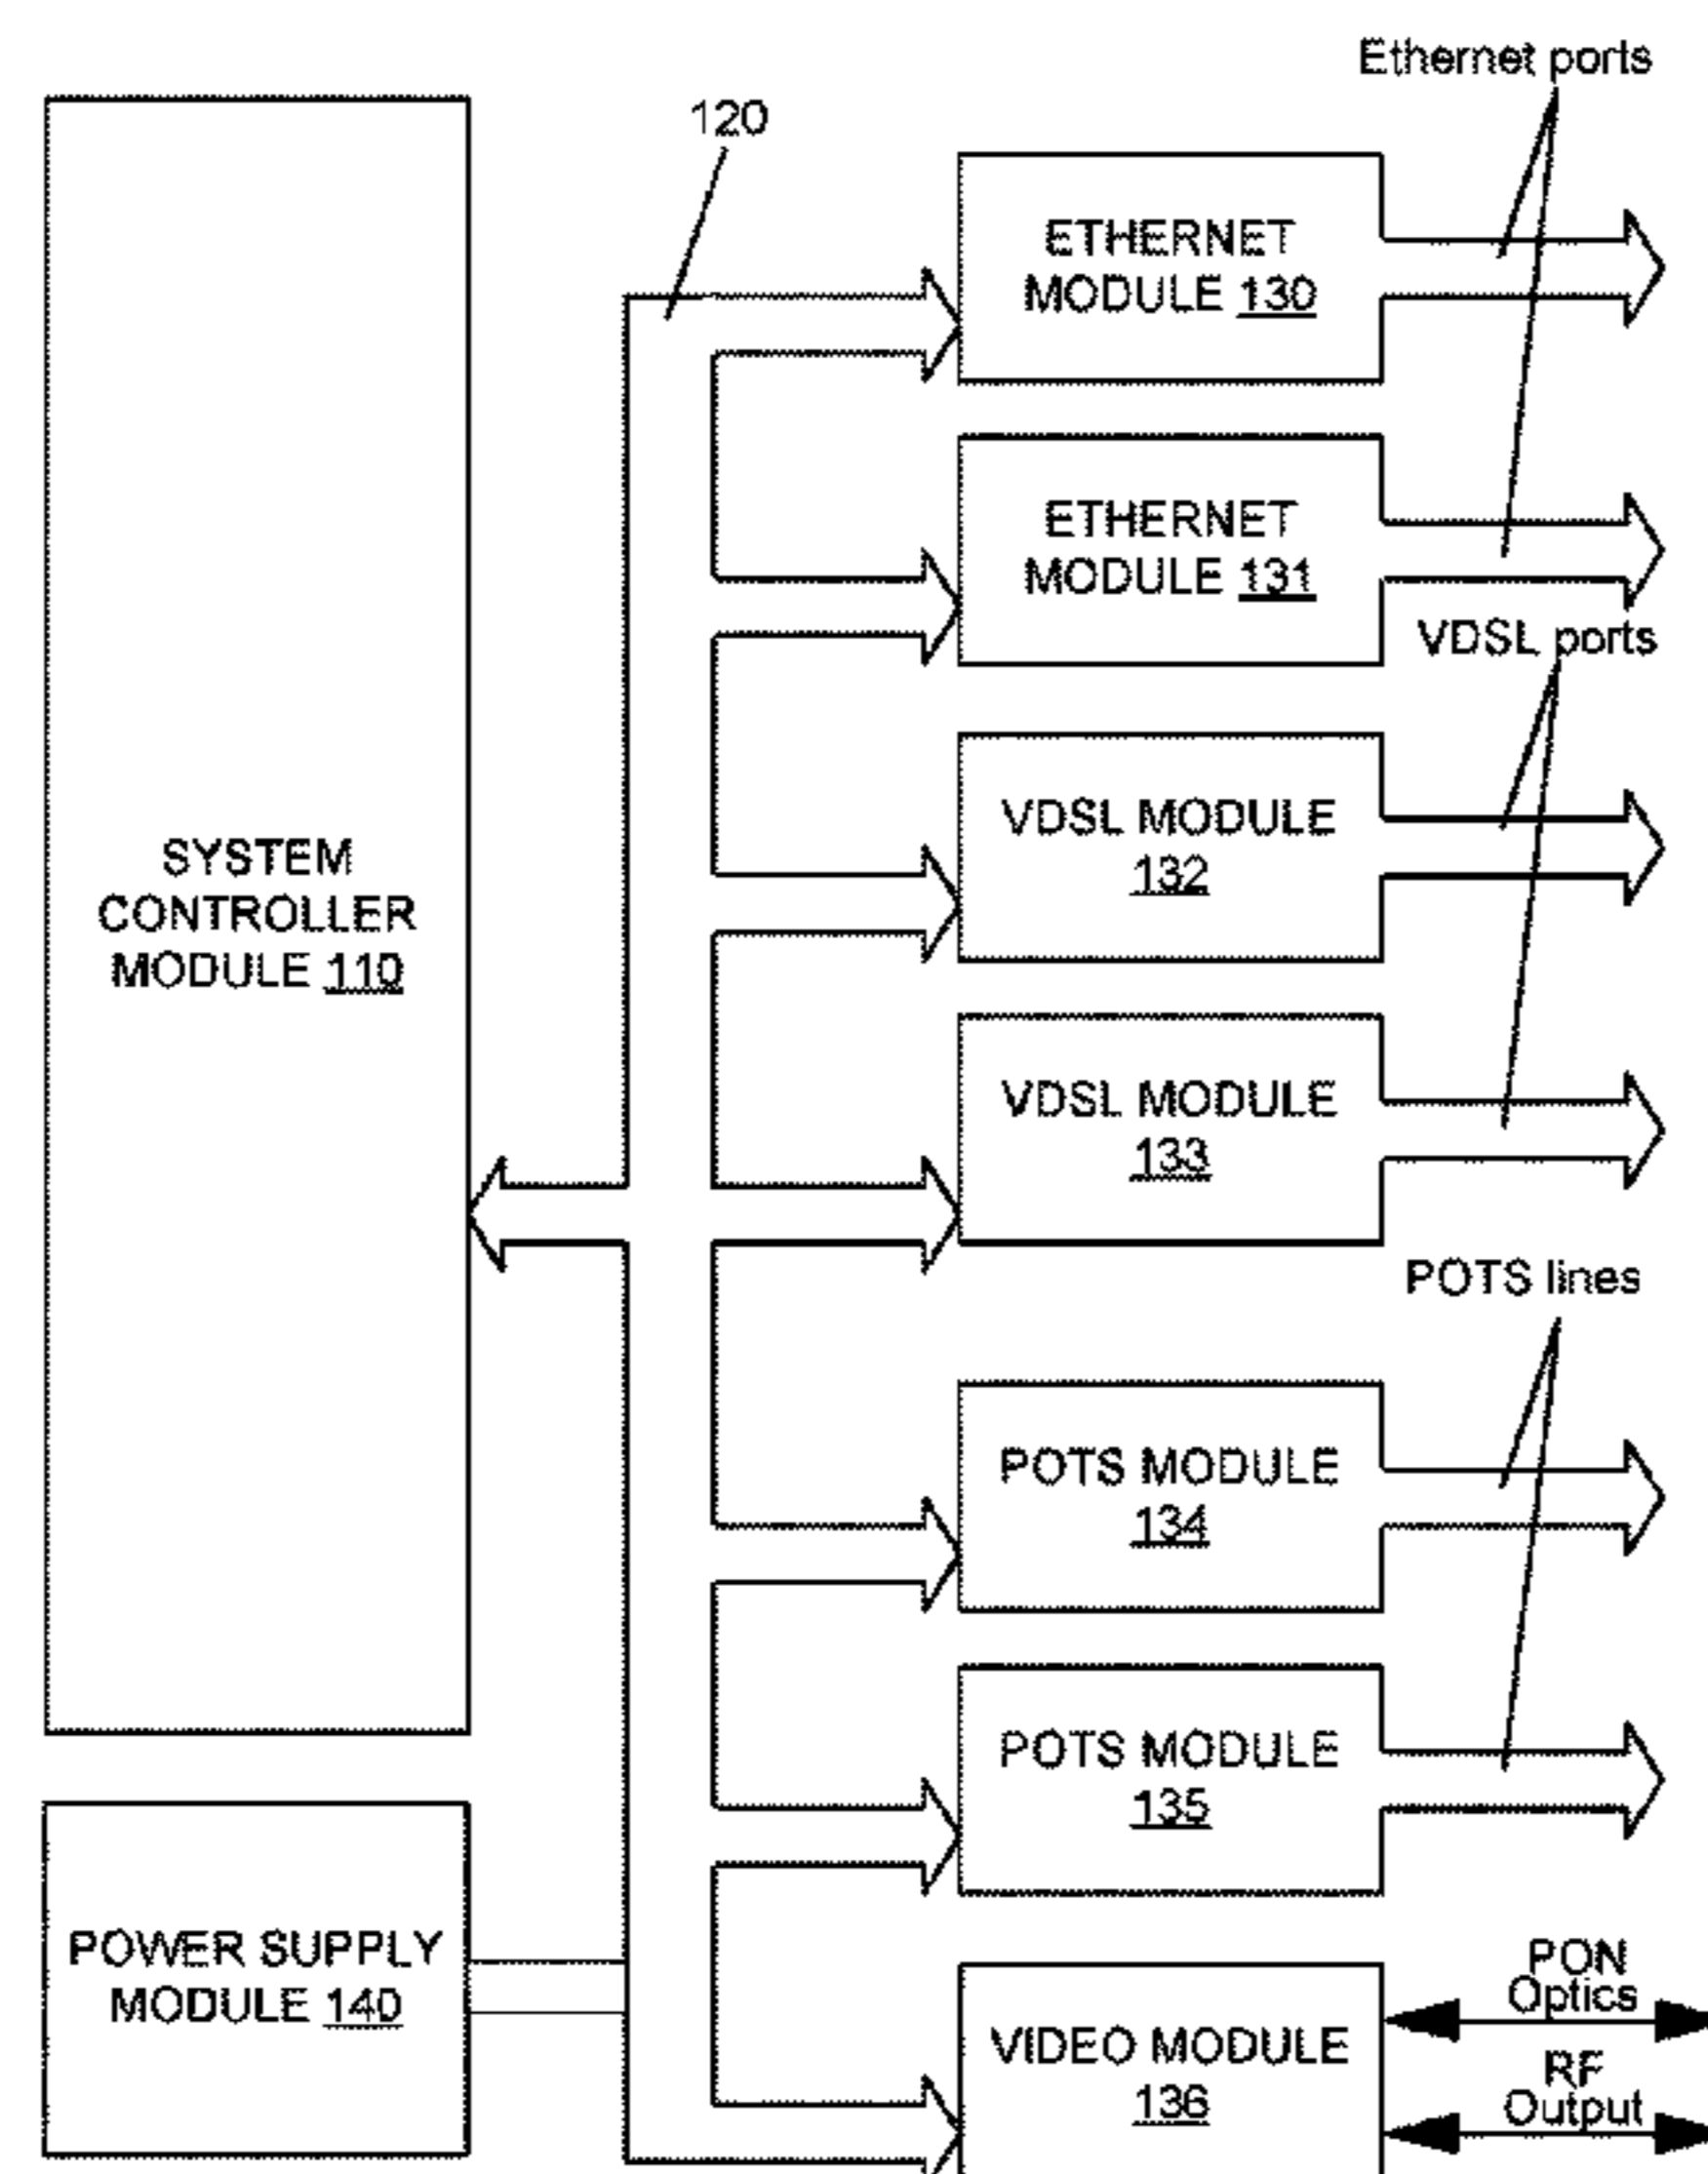 Ethernet ports
120
ETHERNET
MODULE 130
ETHERNET
MODULE 131
VDSL ports
VDSL MODULE
132
SYSTEM
CONTROLLER
MODULE 110
VDSL MODULE
133
POTS lines
POTS MODULE
134
POTS MODULE
135
POWER SUPPLY
MODULE 140
PON
Optics
VIDEO MODULE
136
RF
Output